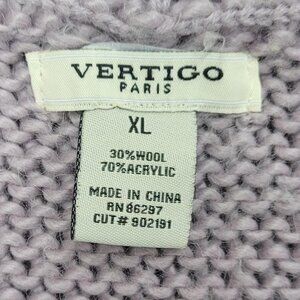 VERTIGO
PARIS
XL
30%WOOL
70%ACRYLIC
MADE IN CHINA
RN 86297
CUT# 902191